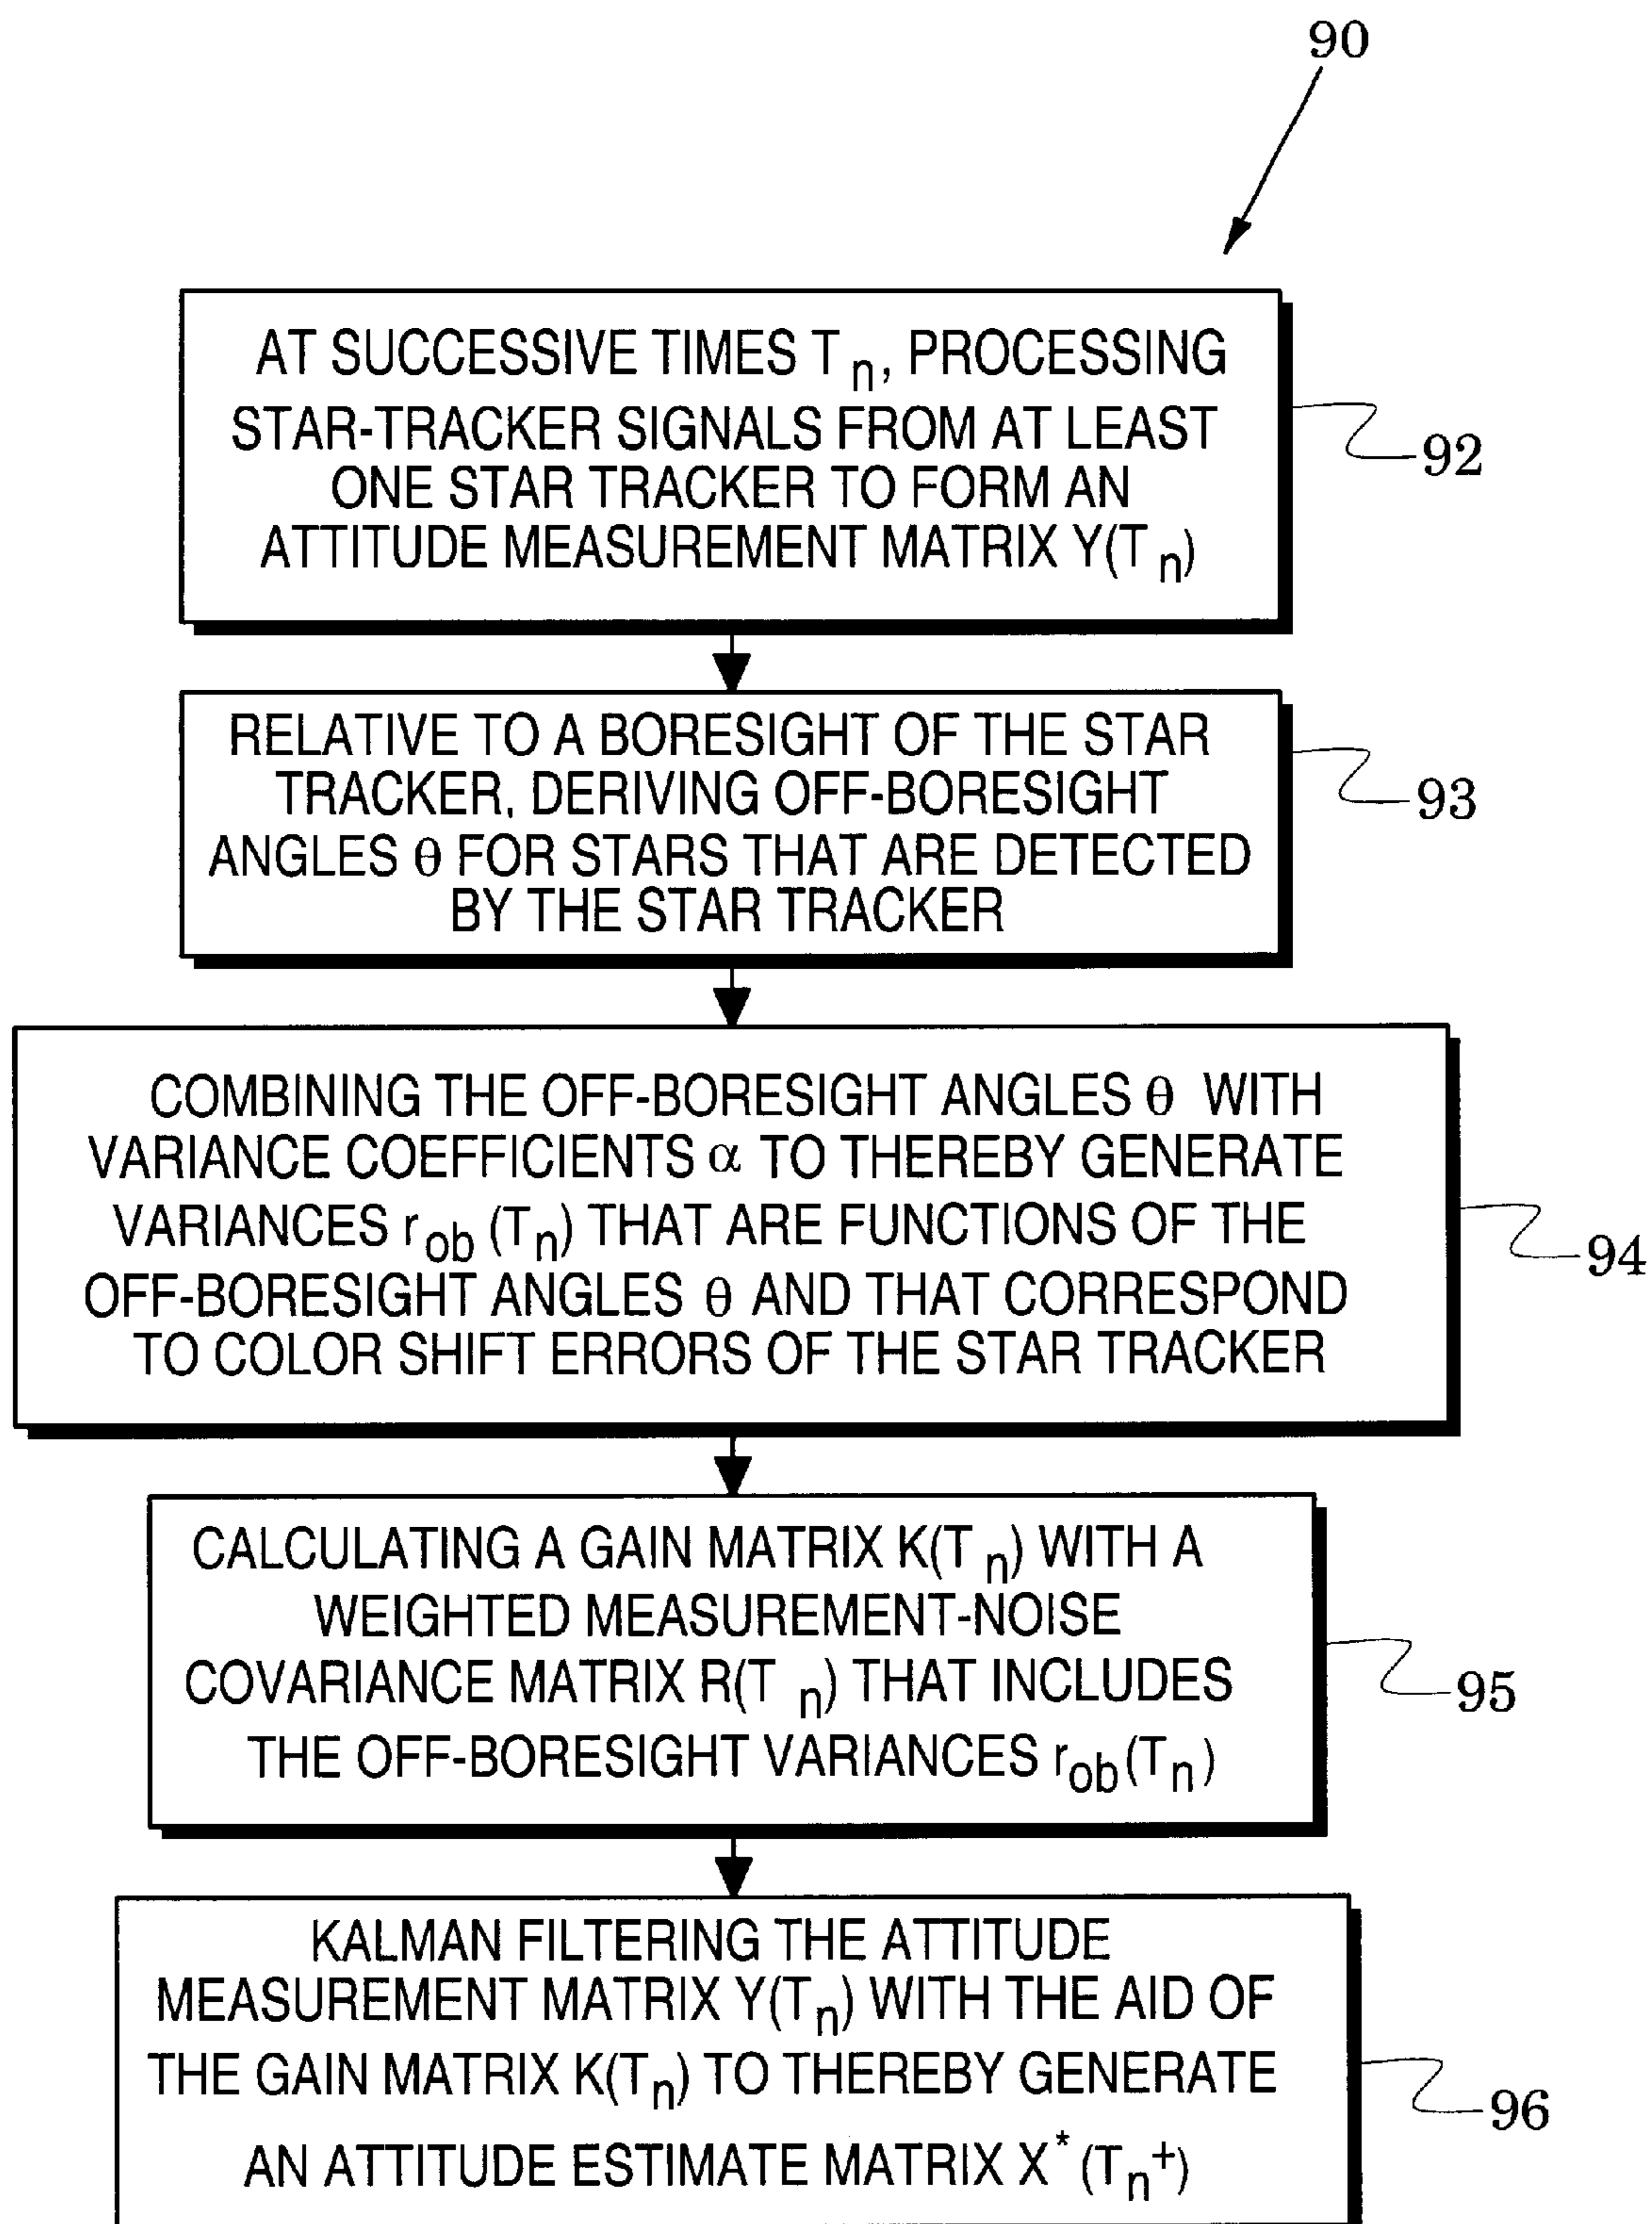 90
AT SUCCESSIVE TIMES Tn, PROCESSING
STAR-TRACKER SIGNALS FROM AT LEAST
ONE STAR TRACKER TO FORM AN
ATTITUDE MEASUREMENT MATRIX Y(Tn)
92
RELATIVE TO A BORESIGHT OF THE STAR
TRACKER, DERIVING OFF-BORESIGHT
ANGLES θ FOR STARS THAT ARE DETECTED
BY THE STAR TRACKER
93
COMBINING THE OFF-BORESIGHT ANGLES θ WITH
VARIANCE COEFFICIENTS α TO THEREBY GENERATE
VARIANCES rob (Tn) THAT ARE FUNCTIONS OF THE
OFF-BORESIGHT ANGLES θ AND THAT CORRESPOND
TO COLOR SHIFT ERRORS OF THE STAR TRACKER
94
CALCULATING A GAIN MATRIX K(Tn) WITH A
WEIGHTED MEASUREMENT-NOISE
COVARIANCE MATRIX R(Tn) THAT INCLUDES
THE OFF-BORESIGHT VARIANCES rob(Tn)
95
KALMAN FILTERING THE ATTITUDE
MEASUREMENT MATRIX Y(Tn) WITH THE AID OF
THE GAIN MATRIX K(Tn) TO THEREBY GENERATE
AN ATTITUDE ESTIMATE MATRIX X*(Tn+)
96